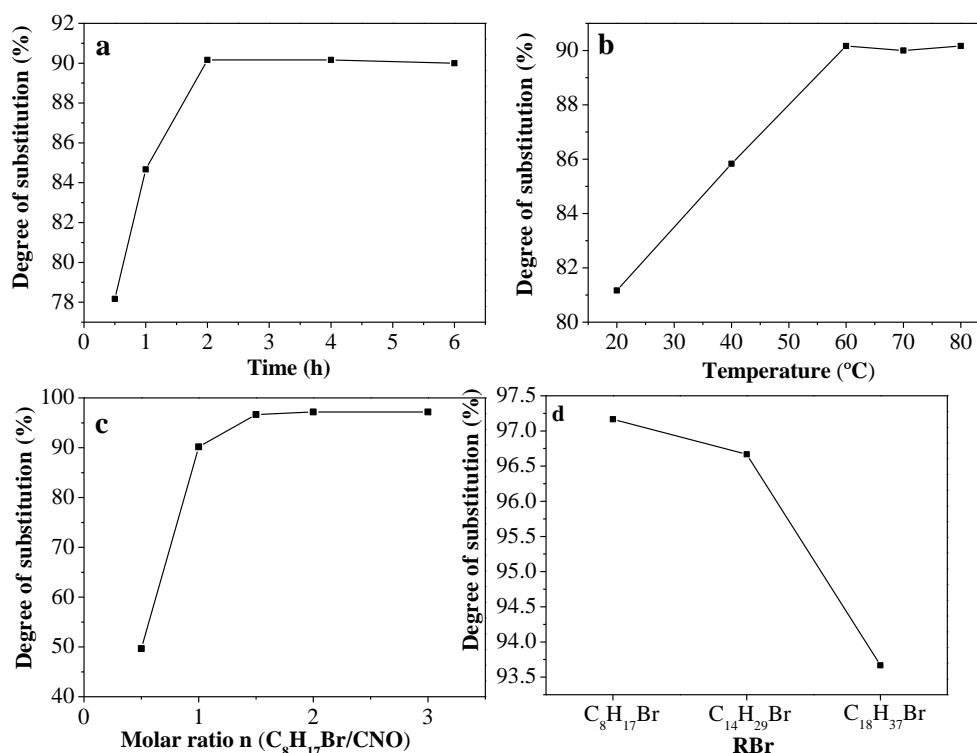 a
Degree of substitution (%)
92
90
88
86
84
82
80
78
0 1 2 3 4 5 6
Time (h)
b
Degree of substitution (%)
90
88
86
84
82
80
20 30 40 50 60 70 80
Temperature (ºC)
c
Degree of substitution (%)
100
90
80
70
60
50
40
0 1 2 3
Molar ratio n (C₈H₁₇Br/CNO)
d
Degree of substitution (%)
97.5
97.0
96.5
96.0
95.5
95.0
94.5
94.0
93.5
C₈H₁₇Br C₁₄H₂₉Br C₁₈H₃₇Br
RBr